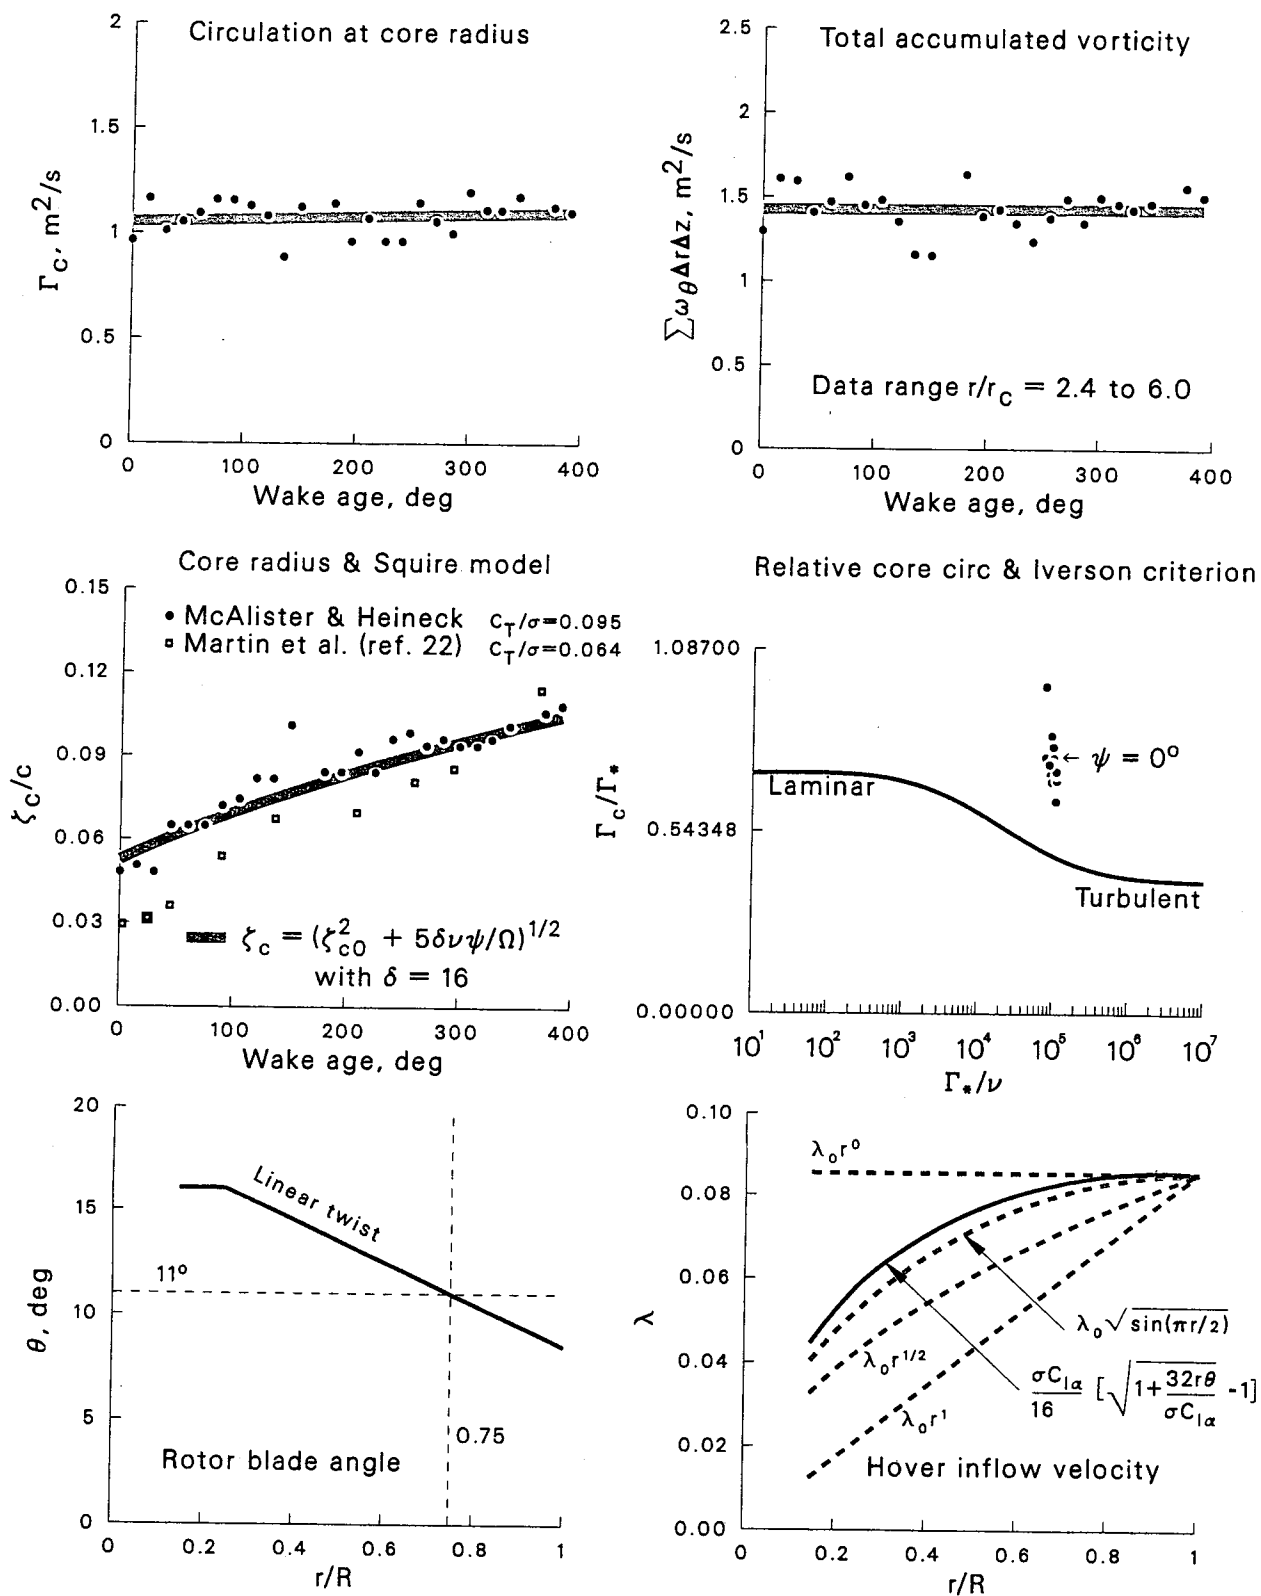 Circulation at core radius
2
1.5
1
0.5
0
Γc, m²/s
0 100 200 300 400
Wake age, deg
Total accumulated vorticity
2.5
2
1.5
1
0.5
0
∑ωθΔrΔz, m²/s
Data range r/rc = 2.4 to 6.0
0 100 200 300 400
Wake age, deg
Core radius & Squire model
0.15
0.12
0.09
0.06
0.03
0.00
ζc/c
McAlister & Heineck CT/σ=0.095
Martin et al. (ref. 22) CT/σ=0.064
ζc = (ζ²c0 + 5δνψ/Ω)^1/2
with δ = 16
0 100 200 300 400
Wake age, deg
Relative core circ & Iverson criterion
1.08700
0.54348
0.00000
Γc/Γ*
← ψ = 0°
Laminar
Turbulent
10¹ 10² 10³ 10⁴ 10⁵ 10⁶ 10⁷
Γ*/ν
20
15
10
5
0
θ, deg
Linear twist
11°
0.75
Rotor blade angle
0 0.2 0.4 0.6 0.8 1
r/R
0.10
0.08
0.06
0.04
0.02
0.00
λ
λ₀r⁰
λ₀√sin(πr/2)
λ₀r^1/2
σClα/16 [√1+32rθ/σClα -1]
λ₀r¹
Hover inflow velocity
0 0.2 0.4 0.6 0.8 1
r/R